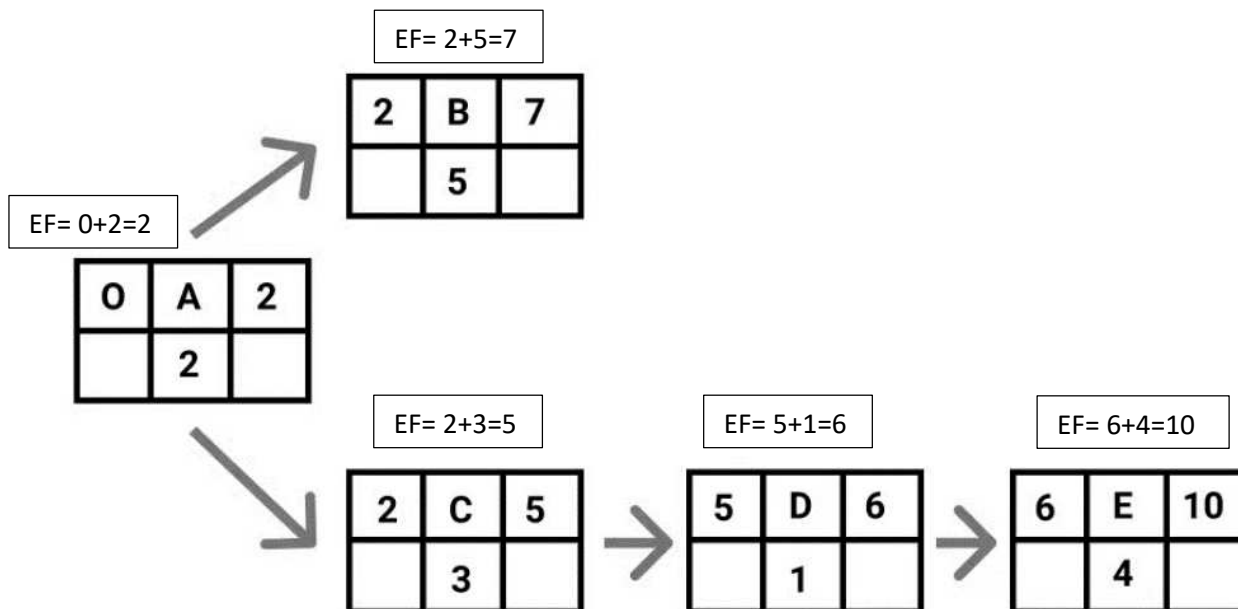 EF= 2+5=7
2 B 7
5
EF= 0+2=2
O A 2
2
EF= 2+3=5
EF= 5+1=6
EF= 6+4=10
2 C 5
5 D 6
6 E 10
3
1
4